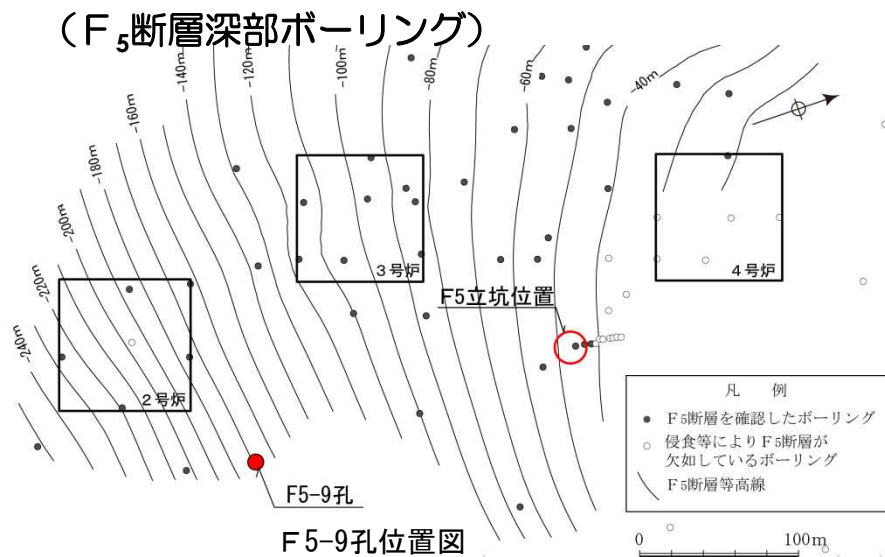 （Ｆ5断層深部ボーリング）
-140m
-120m
-100m
-80m
-60m
-40m
-160m
-180m
-200m
-220m
-240m
3号炉
4号炉
2号炉
F5立坑位置
F5-9孔
Ｆ5-9孔位置図
凡　例
Ｆ5断層を確認したボーリング
侵食等によりＦ5断層が
欠如しているボーリング
Ｆ5断層等高線
0 100m